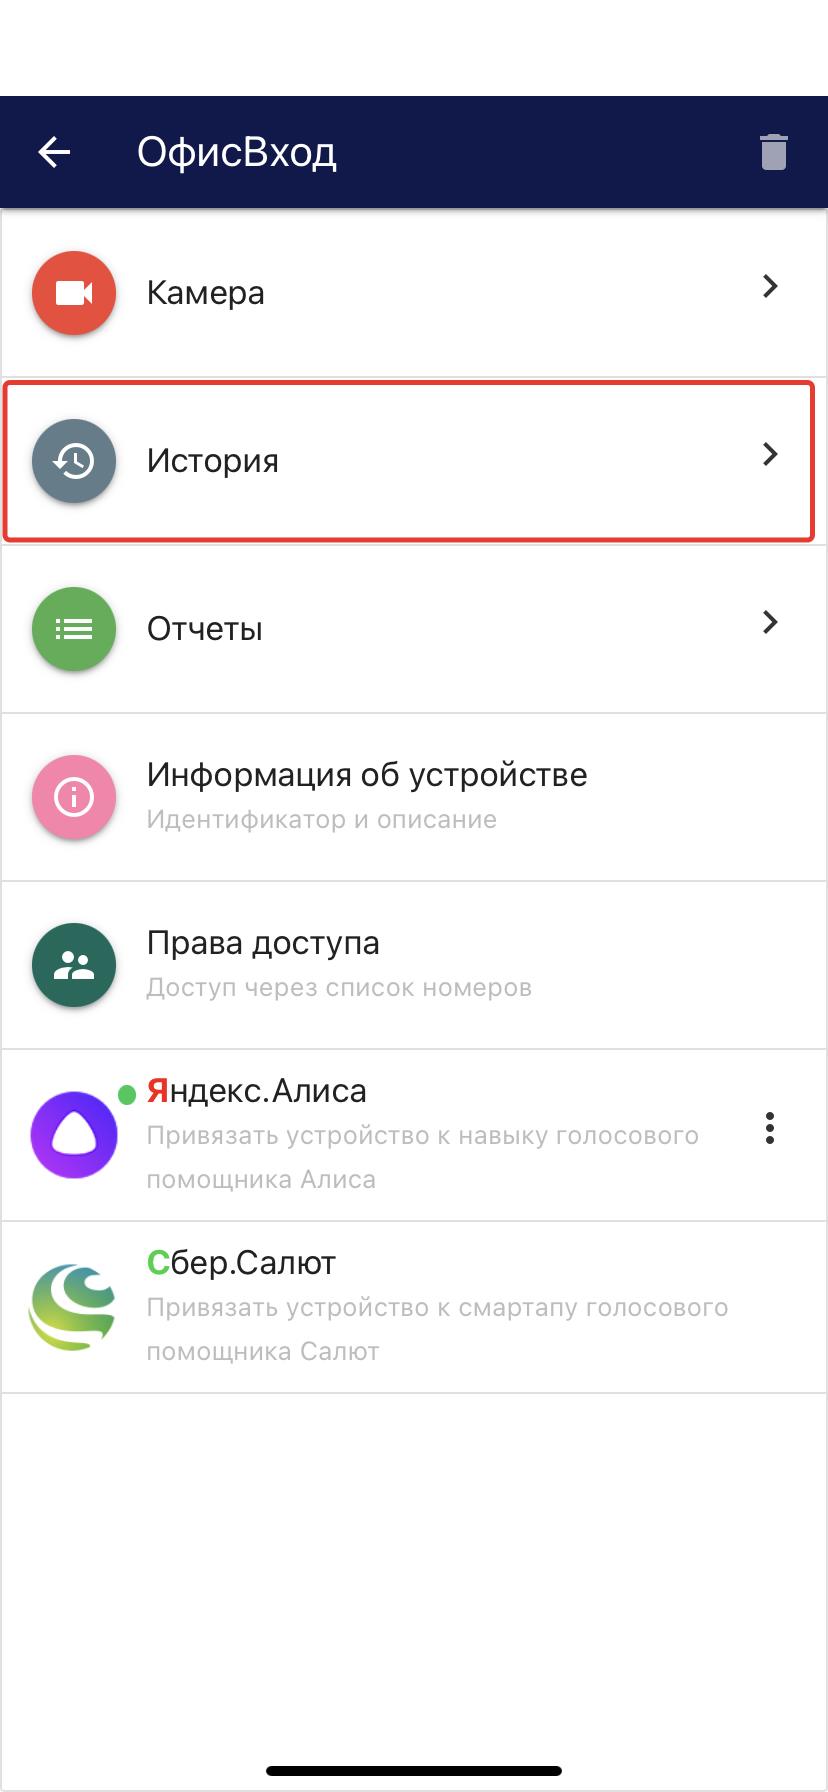 ОфисВход
Камера
История
Отчеты
Информация об устройстве
Идентификатор и описание
Права доступа
Доступ через список номеров
Яндекс.Алиса
Привязать устройство к навыку голосового
помощника Алиса
Сбер.Салют
Привязать устройство к смартапу голосового
помощника Салют